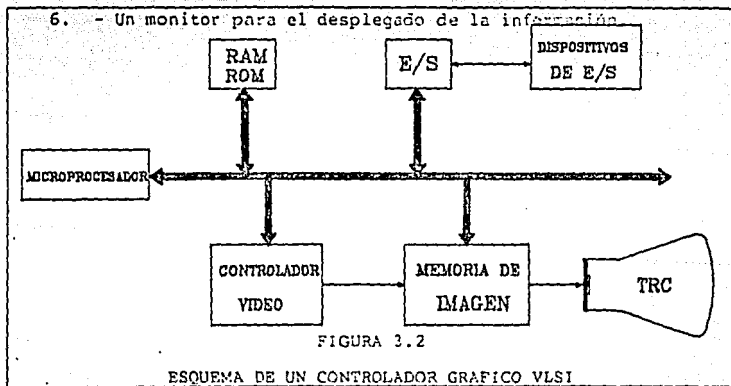 6. - Un monitor para el desplegado de la información.
RAM
ROM
E/S
DISPOSITIVOS
DE E/S
MICROPROCESADOR
CONTROLADOR
VIDEO
MEMORIA DE
IMAGEN
TRC
FIGURA 3.2
ESQUEMA DE UN CONTROLADOR GRAFICO VLSI